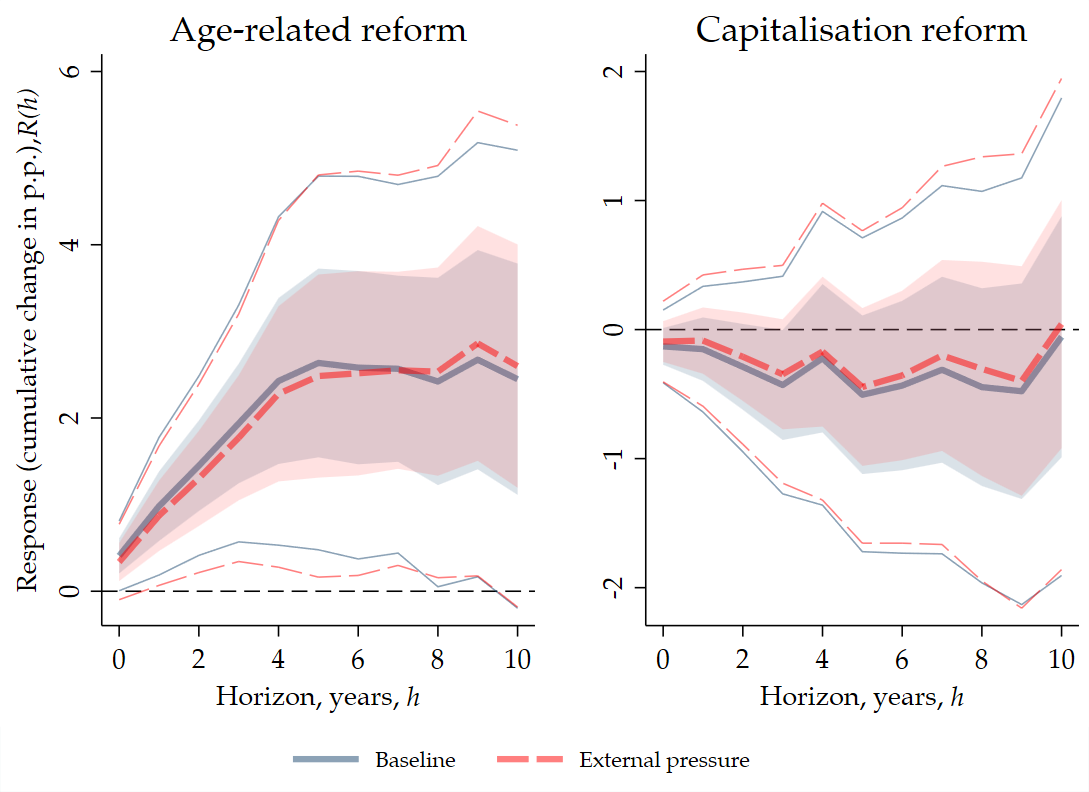 Age-related reform
Capitalisation reform
Response (cumulative change in p.p.),R(h)
6
4
2
0
0 2 4 6 8 10
Horizon, years, h
2
1
0
-1
-2
0 2 4 6 8 10
Horizon, years, h
Baseline
External pressure